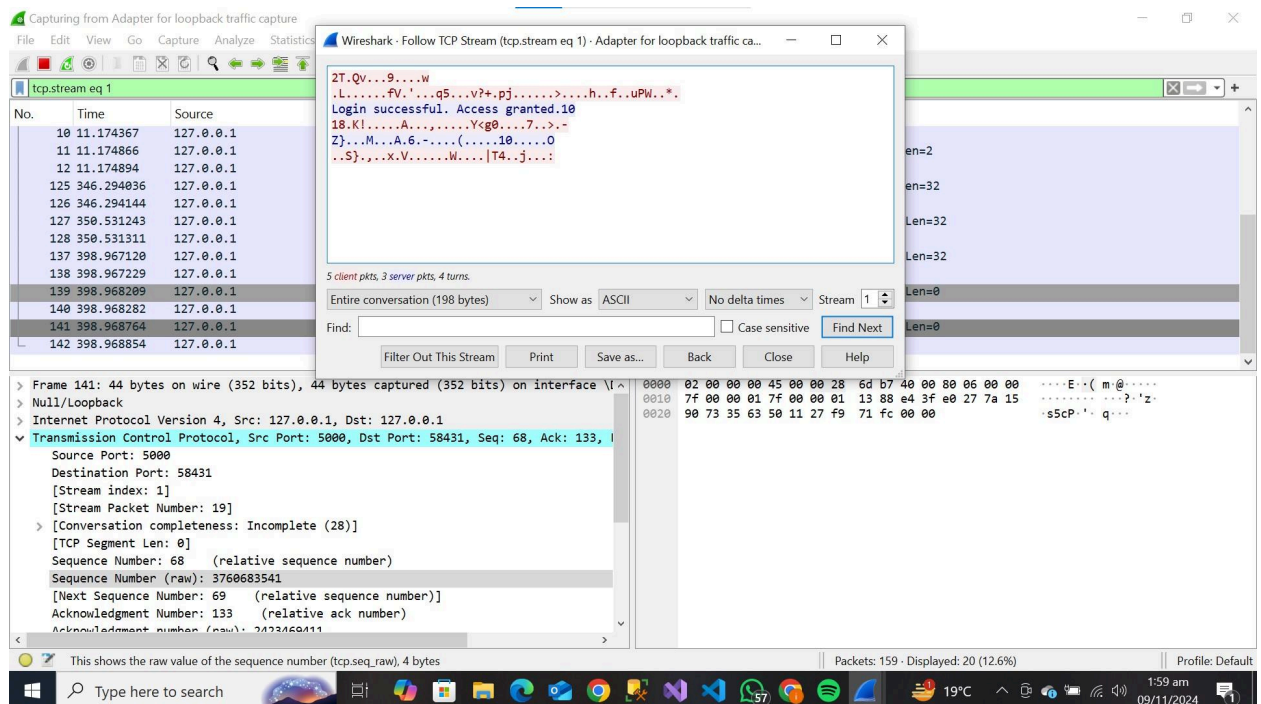 Capturing from Adapter for loopback traffic capture
File Edit View Go Capture Analyze Statistics
tcp.stream eq 1
No. Time Source
10 11.174367 127.0.0.1
11 11.174866 127.0.0.1 en=2
12 11.174894 127.0.0.1
125 346.294036 127.0.0.1 en=32
126 346.294144 127.0.0.1
127 350.531243 127.0.0.1 Len=32
128 350.531311 127.0.0.1
137 398.967120 127.0.0.1 Len=32
138 398.967229 127.0.0.1
139 398.968209 127.0.0.1 Len=0
140 398.968282 127.0.0.1
141 398.968764 127.0.0.1 Len=0
142 398.968854 127.0.0.1
Wireshark · Follow TCP Stream (tcp.stream eq 1) · Adapter for loopback traffic ca...
2T.Qv...9....w
.L......fV.'...q5...v?+.pj......>....h..f..uPW..*.
Login successful. Access granted.10
18.K!.....A...,.....Y<g0....7..>.-
Z}...M...A.6.-....(.....10.....O
..S}.,..x.V......W....|T4..j...:
5 client pkts, 3 server pkts, 4 turns.
Entire conversation (198 bytes) Show as ASCII No delta times Stream 1
Find: Case sensitive Find Next
Filter Out This Stream Print Save as... Back Close Help
Frame 141: 44 bytes on wire (352 bits), 44 bytes captured (352 bits) on interface \
Null/Loopback
Internet Protocol Version 4, Src: 127.0.0.1, Dst: 127.0.0.1
Transmission Control Protocol, Src Port: 5000, Dst Port: 58431, Seq: 68, Ack: 133,
Source Port: 5000
Destination Port: 58431
[Stream index: 1]
[Stream Packet Number: 19]
[Conversation completeness: Incomplete (28)]
[TCP Segment Len: 0]
Sequence Number: 68 (relative sequence number)
Sequence Number (raw): 3760683541
[Next Sequence Number: 69 (relative sequence number)]
Acknowledgment Number: 133 (relative ack number)
Acknowledgment number (raw): 2423469411
0000 02 00 00 00 45 00 00 28 6d b7 40 00 80 06 00 00 ····E··( m·@·····
0010 7f 00 00 01 7f 00 00 01 13 88 e4 3f e0 27 7a 15 ········ ···?·'z·
0020 90 73 35 63 50 11 27 f9 71 fc 00 00 ·s5cP·'· q···
This shows the raw value of the sequence number (tcp.seq_raw), 4 bytes
Packets: 159 · Displayed: 20 (12.6%)
Profile: Default
Type here to search
57
19°C
1:59 am
09/11/2024
1